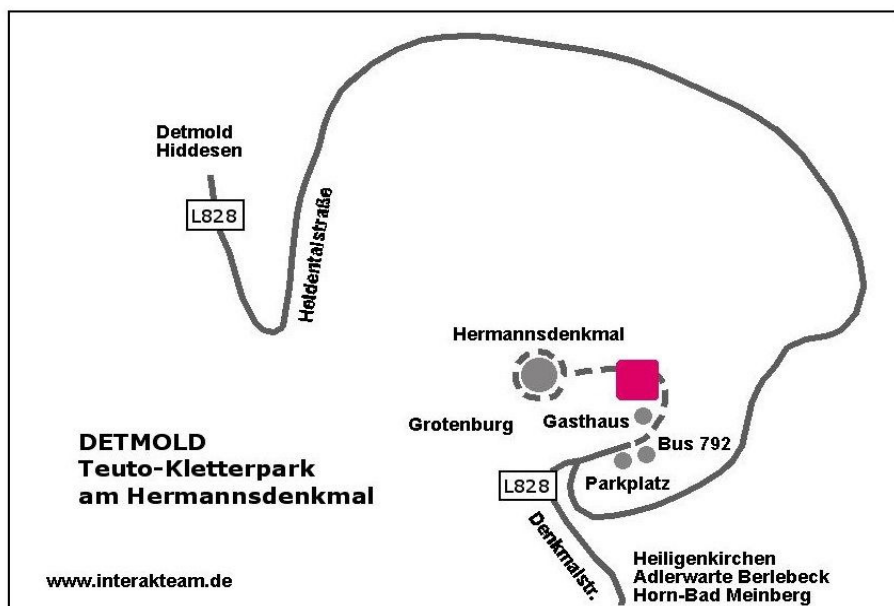 Detmold
Hiddesen
L828
Heldentalstraße
Hermannsdenkmal
Grotenburg
Gasthaus
Bus 792
Parkplatz
L828
Denkmalstr.
DETMOLD
Teuto-Kletterpark
am Hermannsdenkmal
www.interakteam.de
Heiligenkirchen
Adlerwarte Berlebeck
Horn-Bad Meinberg